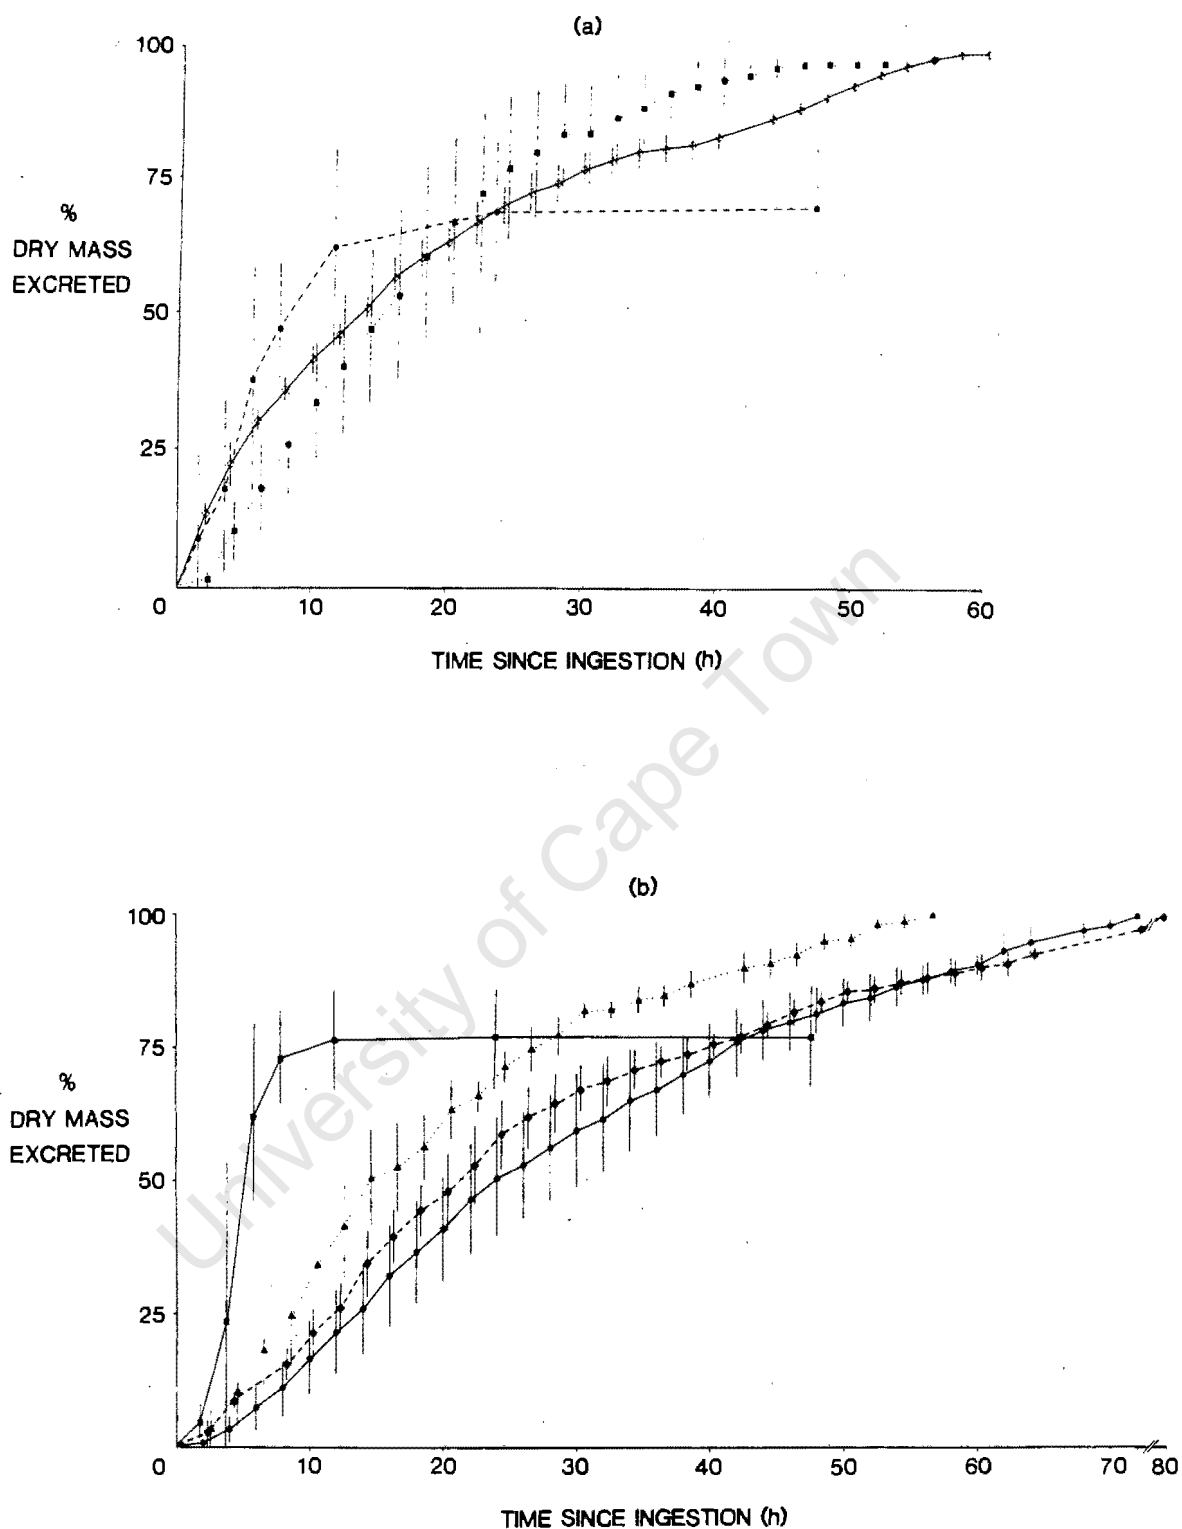 (a)
100
75
%
DRY MASS
EXCRETED
50
25
0 10 20 30 40 50 60
TIME SINCE INGESTION (h)
University of Cape Town
(b)
100
75
%
DRY MASS
EXCRETED
50
25
0 10 20 30 40 50 60 70 80
TIME SINCE INGESTION (h)